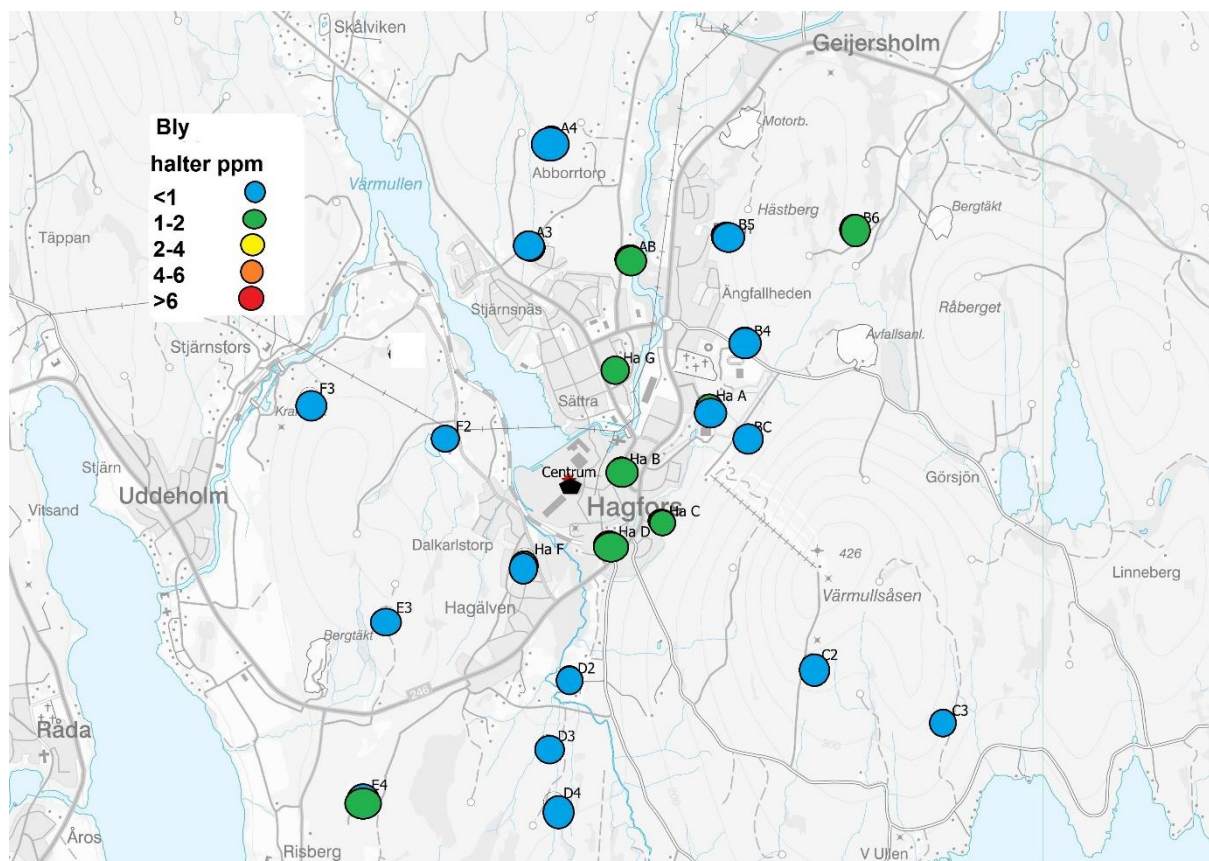 Skålviken
Geijersholm
Bly
halter ppm
<1
1-2
2-4
4-6
>6
A4
Motorb.
Abborrtorp
Värmullen
Täppan
A3
AB
B5
Hästberg
B6
Bergtäkt
Ängfallheden
Stjärnsnäs
Råberget
Stjärnsfors
B4
Avfallsanl.
Ha G
F3
Sättra
Ha A
F2
BC
Stjärn
Uddeholm
Centrum
Ha B
Görsjön
Vitsand
Hagfors
Ha C
Dalkarlstorp
Ha D
Ha F
426
Linneberg
Värmullsåsen
Hagälven
E3
Bergtäkt
D2
C2
246
C3
Råda
D3
E4
D4
Åros
Risberg
V Ullen